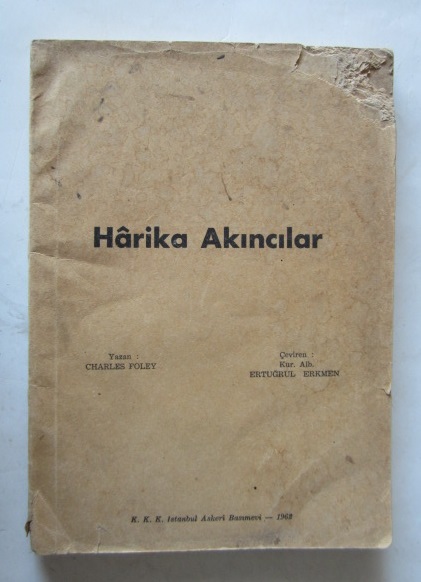 Hârika Akıncılar
Yazan :
CHARLES FOLEY
Çeviren :
Kur. Alb.
ERTUĞRUL ERKMEN
K. K. K. İstanbul Askeri Basımevi — 1962